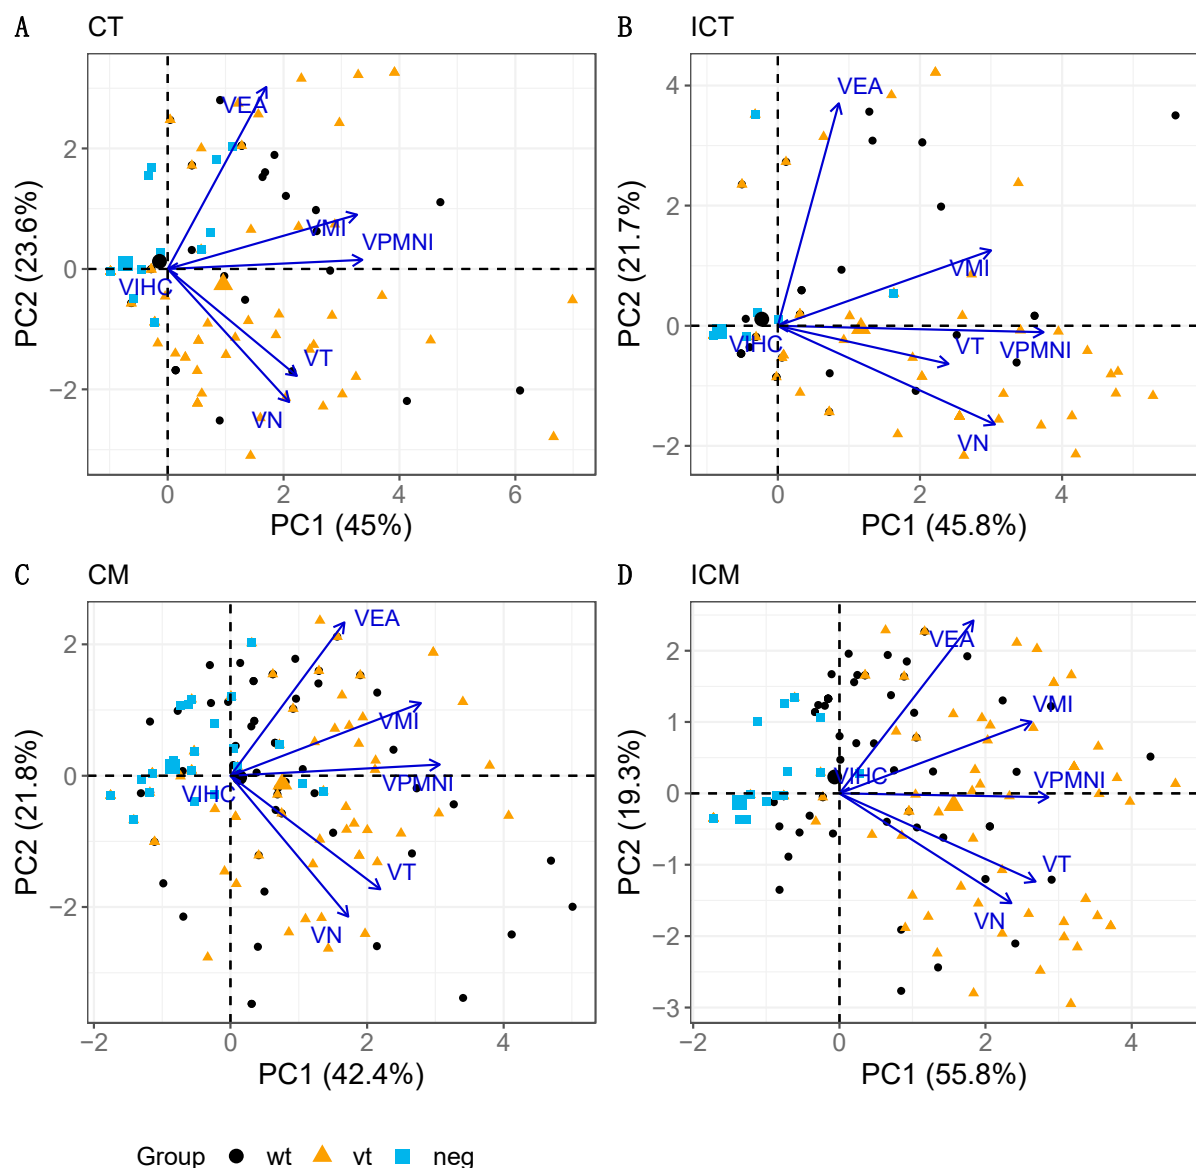 A CT
2
0
−2
PC2 (23.6%)
VEA
VMI
VPMNI
VIHC
VT
VN
0 2 4 6
PC1 (45%)
B ICT
4
2
0
−2
PC2 (21.7%)
VEA
VMI
VIHC
VT
VPMNI
VN
0 2 4
PC1 (45.8%)
C CM
2
0
−2
PC2 (21.8%)
VEA
VMI
VPMNI
VIHC
VT
VN
−2 0 2 4
PC1 (42.4%)
D ICM
2
1
0
−1
−2
−3
PC2 (19.3%)
VEA
VMI
VIHC
VPMNI
VT
VN
−2 0 2 4
PC1 (55.8%)
Group wt vt neg